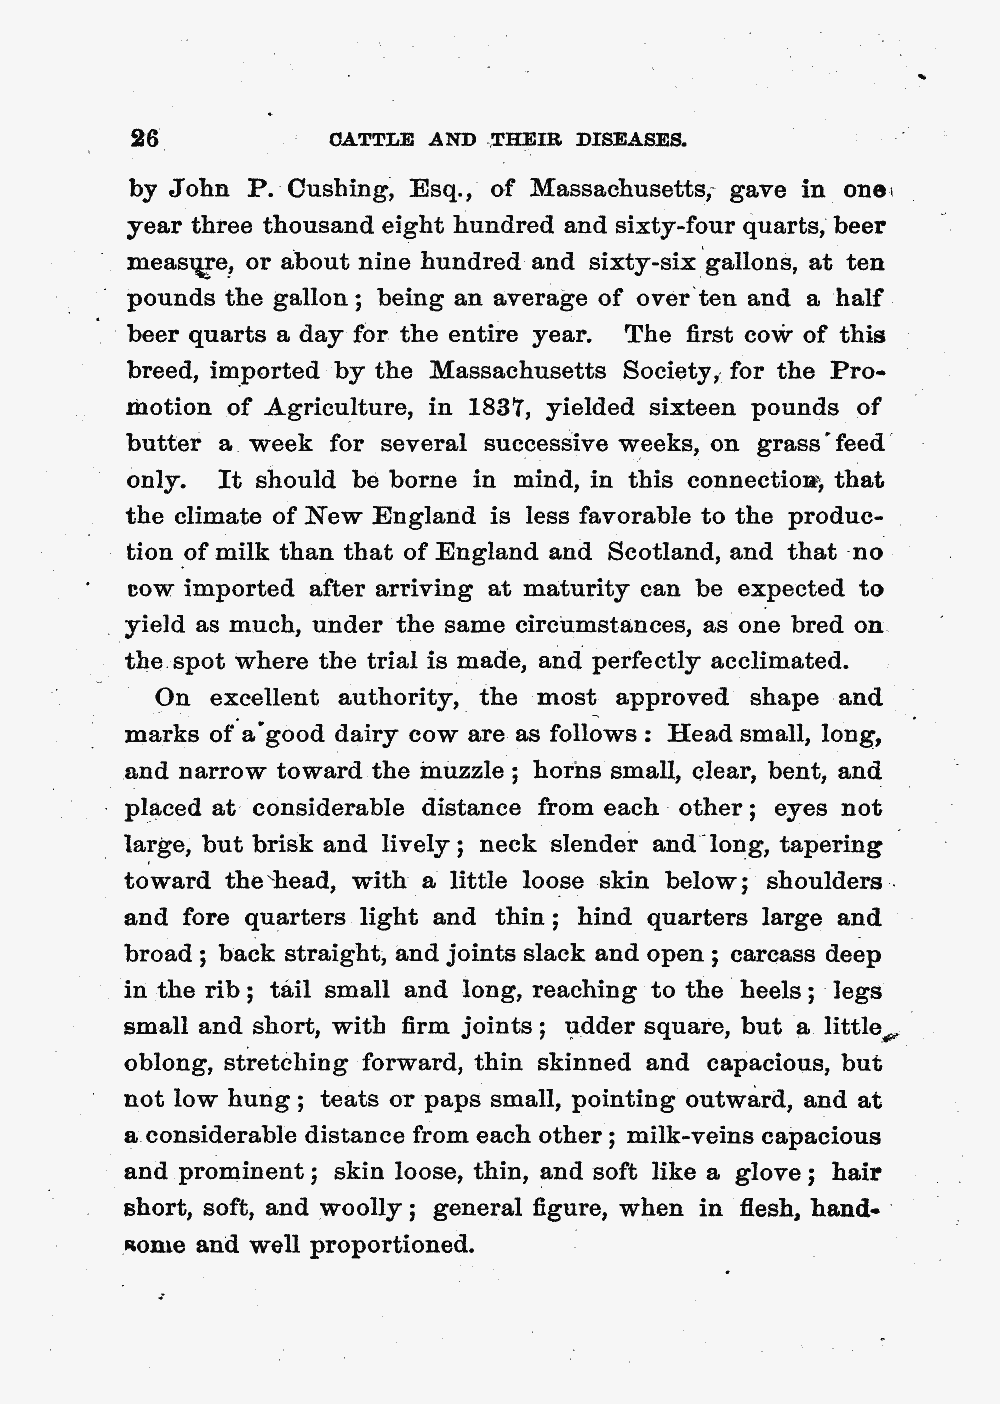 26 CATTLE AND THEIR DISEASES.
by John P. Cushing, Esq., of Massachusetts, gave in one
year three thousand eight hundred and sixty-four quarts, beer
measure, or about nine hundred and sixty-six gallons, at ten
pounds the gallon ; being an average of over ten and a half
beer quarts a day for the entire year. The first cow of this
breed, imported by the Massachusetts Society, for the Pro-
motion of Agriculture, in 1837, yielded sixteen pounds of
butter a week for several successive weeks, on grass feed
only. It should be borne in mind, in this connection, that
the climate of New England is less favorable to the produc-
tion of milk than that of England and Scotland, and that no
cow imported after arriving at maturity can be expected to
yield as much, under the same circumstances, as one bred on
the spot where the trial is made, and perfectly acclimated.
On excellent authority, the most approved shape and
marks of a good dairy cow are as follows : Head small, long,
and narrow toward the muzzle ; horns small, clear, bent, and
placed at considerable distance from each other ; eyes not
large, but brisk and lively ; neck slender and long, tapering
toward the head, with a little loose skin below ; shoulders
and fore quarters light and thin ; hind quarters large and
broad ; back straight, and joints slack and open ; carcass deep
in the rib ; tail small and long, reaching to the heels ; legs
small and short, with firm joints ; udder square, but a little
oblong, stretching forward, thin skinned and capacious, but
not low hung ; teats or paps small, pointing outward, and at
a considerable distance from each other ; milk-veins capacious
and prominent ; skin loose, thin, and soft like a glove ; hair
short, soft, and woolly ; general figure, when in flesh, hand-
some and well proportioned.